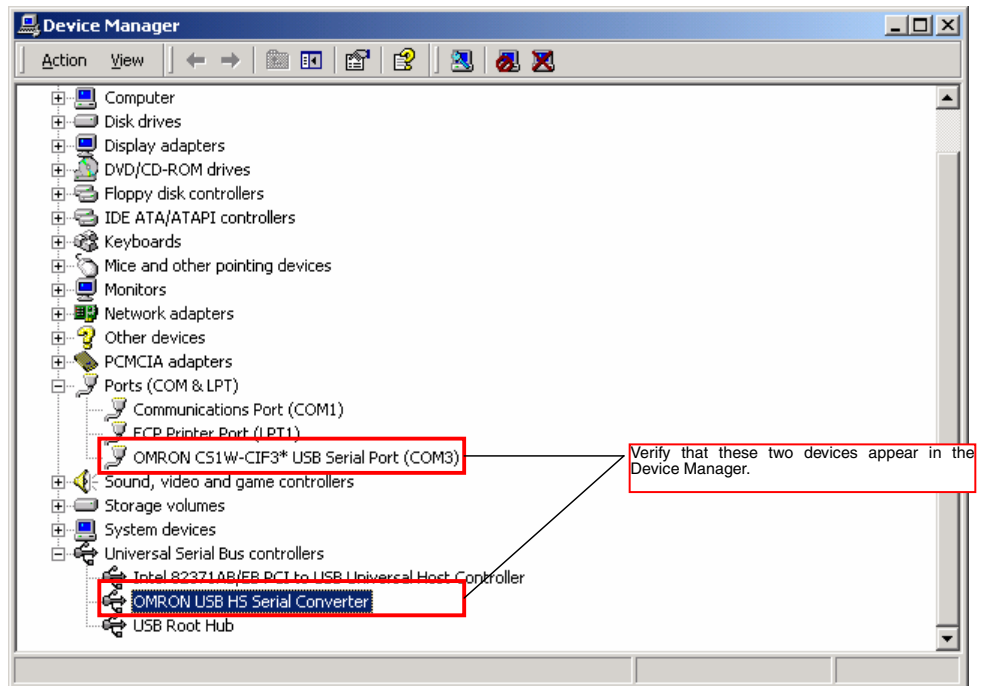 Device Manager
Action View
Computer
Disk drives
Display adapters
DVD/CD-ROM drives
Floppy disk controllers
IDE ATA/ATAPI controllers
Keyboards
Mice and other pointing devices
Monitors
Network adapters
Other devices
PCMCIA adapters
Ports (COM & LPT)
Communications Port (COM1)
ECP Printer Port (LPT1)
OMRON CS1W-CIF3* USB Serial Port (COM3)
Sound, video and game controllers
Storage volumes
System devices
Universal Serial Bus controllers
Intel 82371AB/EB PCI to USB Universal Host Controller
OMRON USB HS Serial Converter
USB Root Hub
Verify that these two devices appear in the
Device Manager.